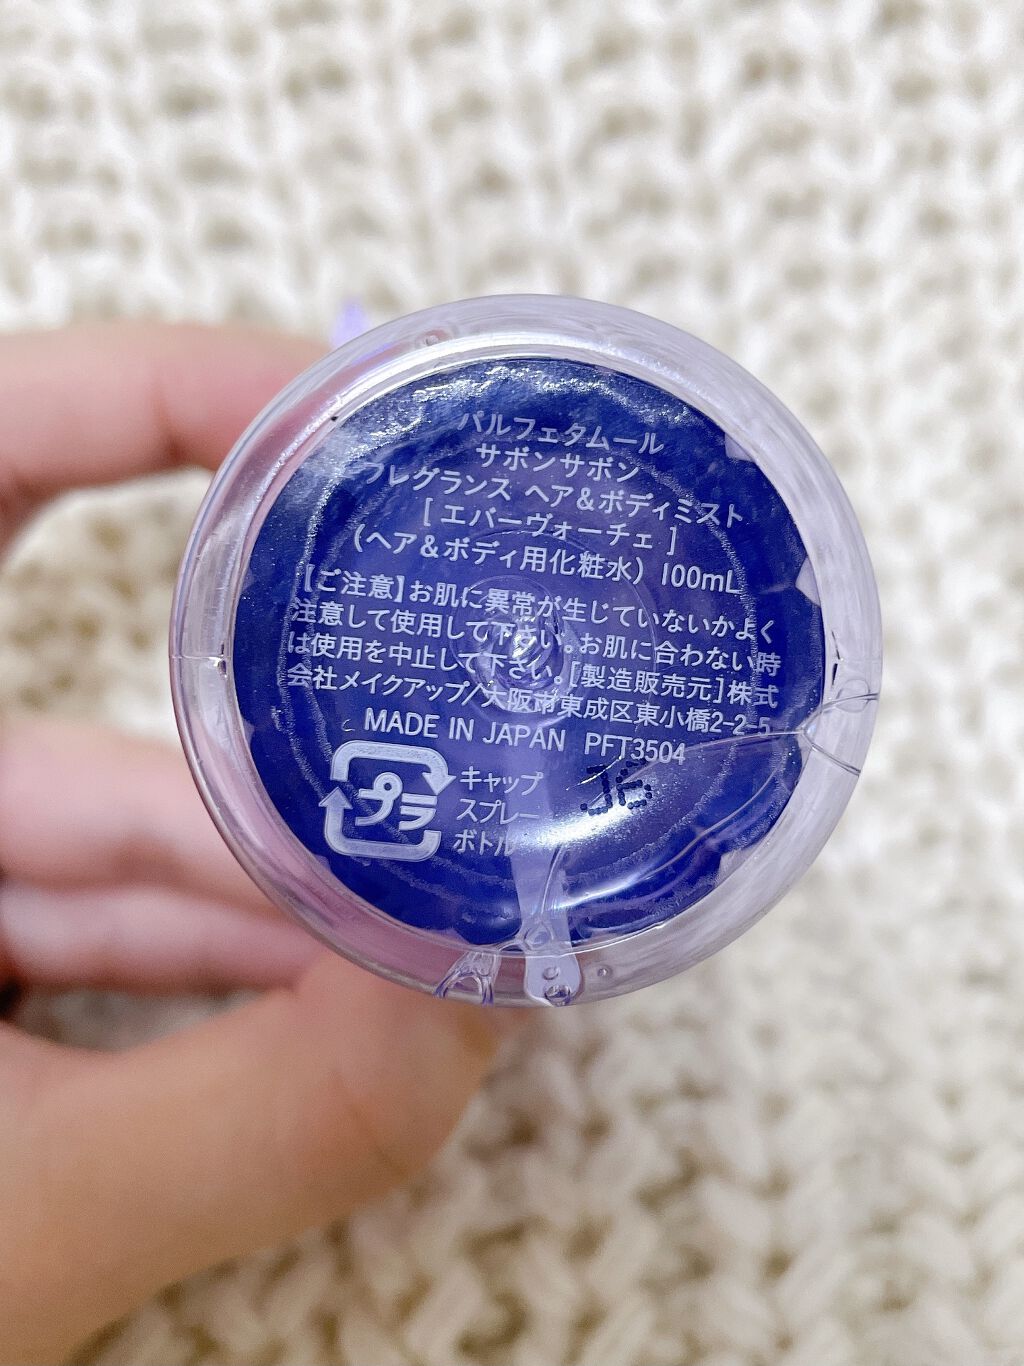 パルフェタムール
サボンサボン
フレグランス ヘア&ボディミスト
[ エバーヴォーチェ ]
(ヘア&ボディ用化粧水) 100mL
【ご注意】お肌に異常が生じていないかよく
注意して使用して下さい。お肌に合わない時
は使用を中止して下さい。[製造販売元]株式
会社メイクアップ/大阪市東成区東小橋2-2-5
MADE IN JAPAN PFT3504
プラ
キャップ
スプレー
ボトル